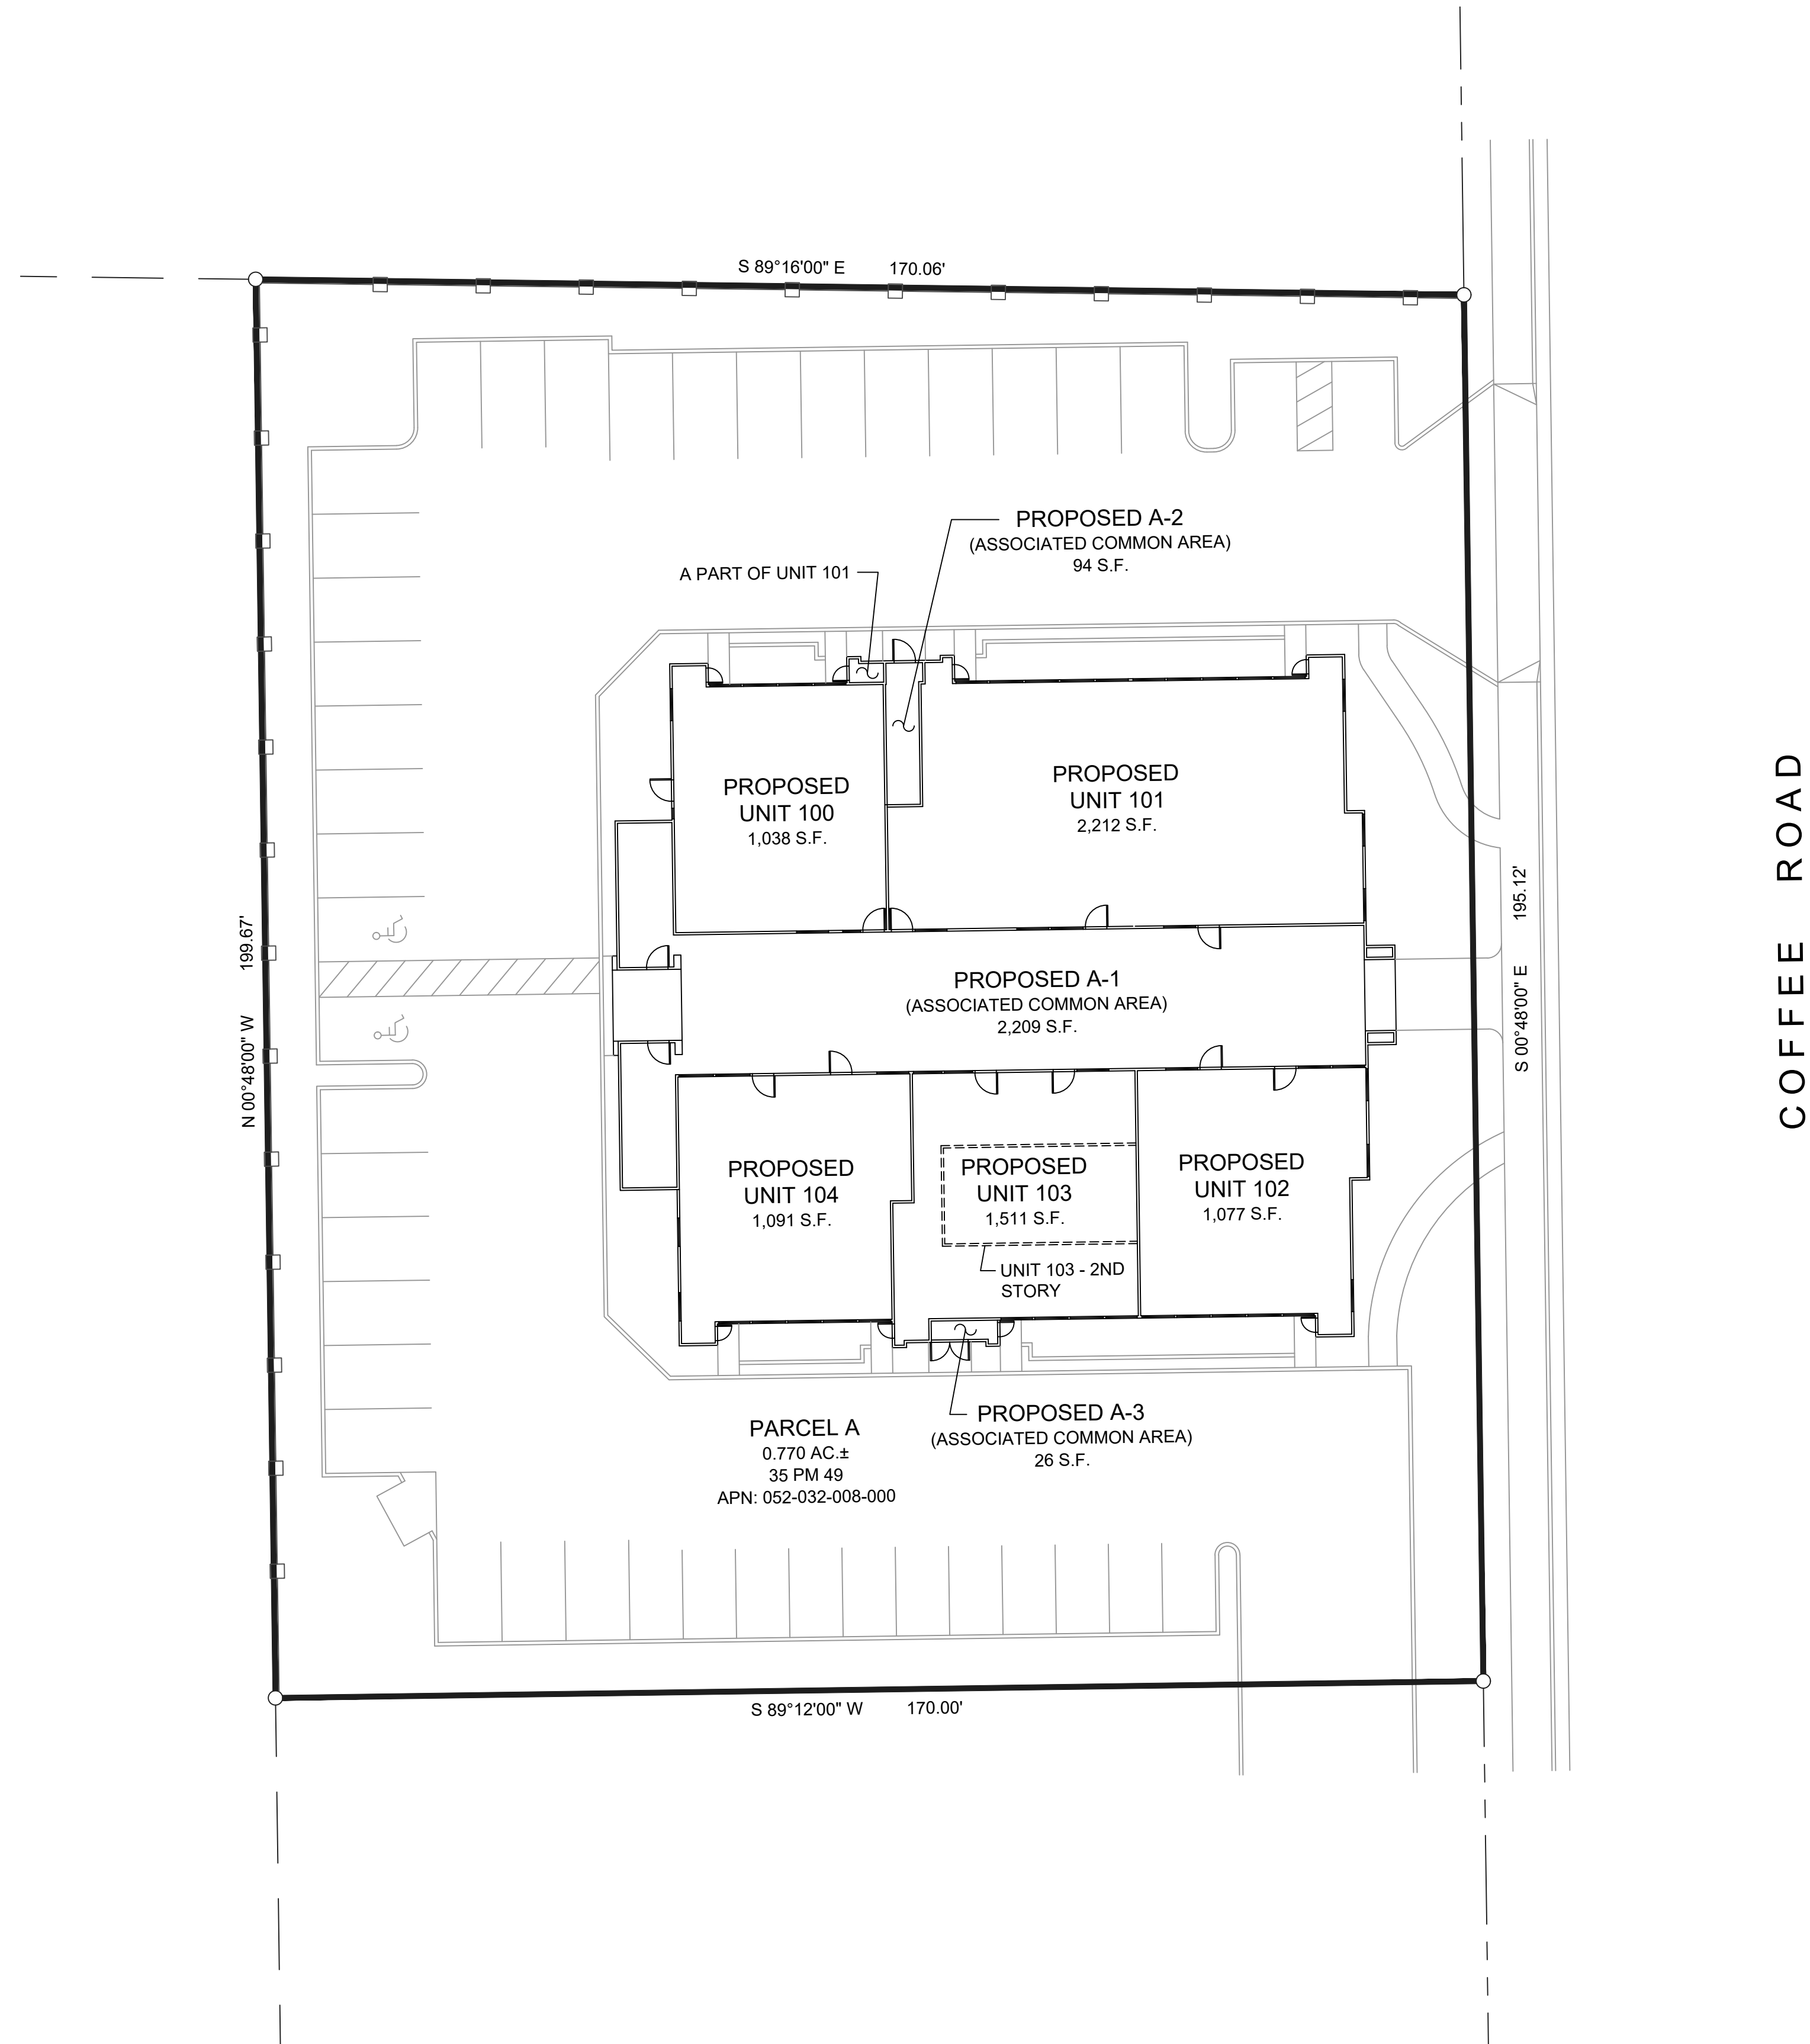 S 89°16'00" E 170.06'
PROPOSED A-2
(ASSOCIATED COMMON AREA)
94 S.F.
A PART OF UNIT 101
PROPOSED
UNIT 100
1,038 S.F.
PROPOSED
UNIT 101
2,212 S.F.
COFFEE ROAD
N 00°48'00" W 199.67'
S 00°48'00" E 195.12'
PROPOSED A-1
(ASSOCIATED COMMON AREA)
2,209 S.F.
PROPOSED
UNIT 104
1,091 S.F.
PROPOSED
UNIT 103
1,511 S.F.
PROPOSED
UNIT 102
1,077 S.F.
UNIT 103 - 2ND
STORY
PARCEL A
0.770 AC.±
35 PM 49
APN: 052-032-008-000
PROPOSED A-3
(ASSOCIATED COMMON AREA)
26 S.F.
S 89°12'00" W 170.00'